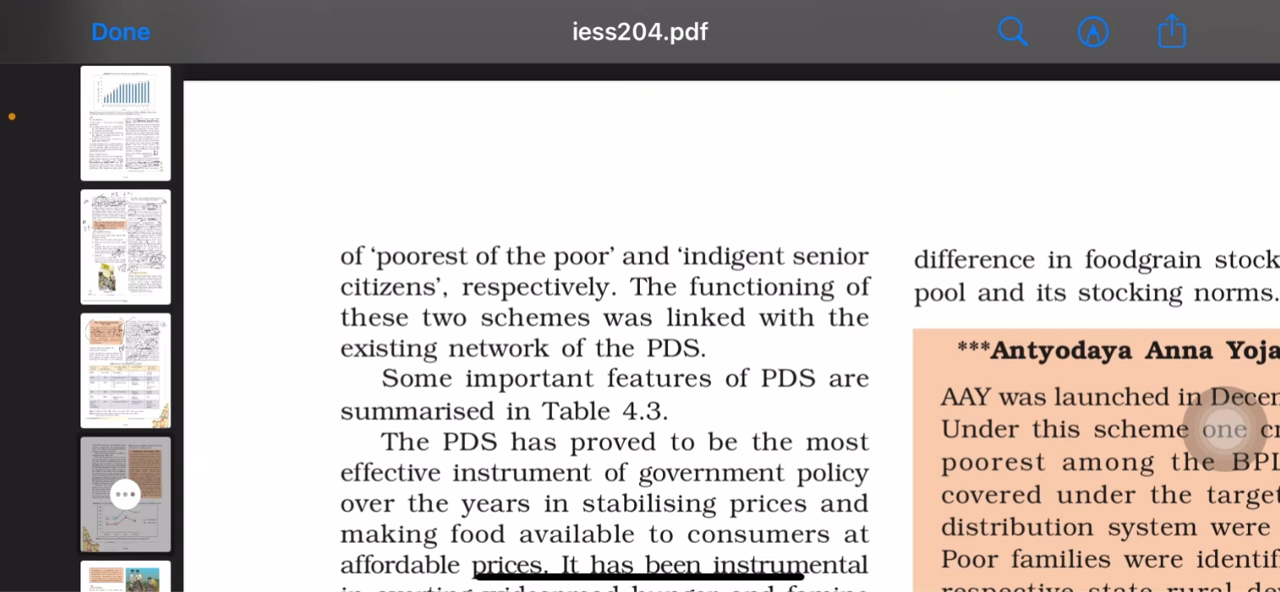 Done
iess204.pdf
of ‘poorest of the poor’ and ‘indigent senior
citizens’, respectively. The functioning of
these two schemes was linked with the
existing network of the PDS.
Some important features of PDS are
summarised in Table 4.3.
The PDS has proved to be the most
effective instrument of government policy
over the years in stabilising prices and
making food available to consumers at
affordable prices. It has been instrumental
difference in foodgrain stock
pool and its stocking norms.
***Antyodaya Anna Yoja
AAY was launched in Decem
Under this scheme one cr
poorest among the BPL
covered under the target
distribution system were
Poor families were identif